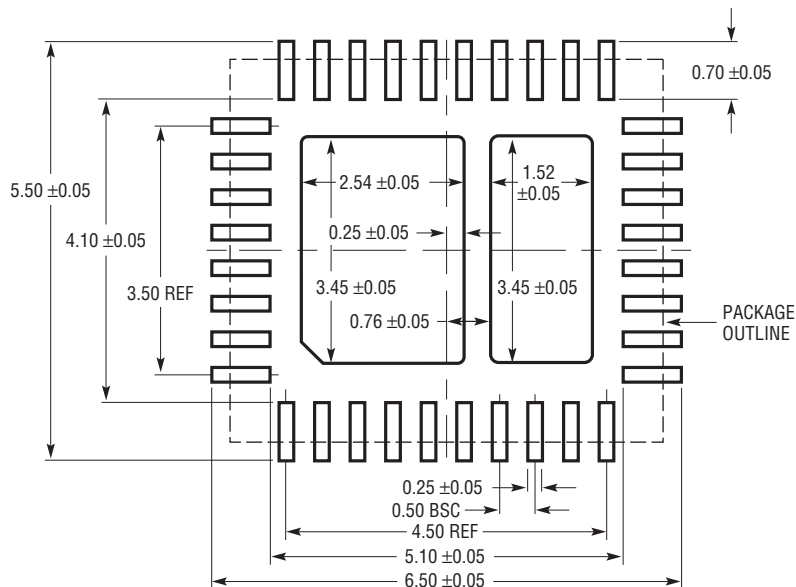 0.70 ±0.05
2.54 ±0.05
1.52
±0.05
5.50 ±0.05
0.25 ±0.05
4.10 ±0.05
3.50 REF
3.45 ±0.05
3.45 ±0.05
0.76 ±0.05
PACKAGE
OUTLINE
0.25 ±0.05
0.50 BSC
4.50 REF
5.10 ±0.05
6.50 ±0.05